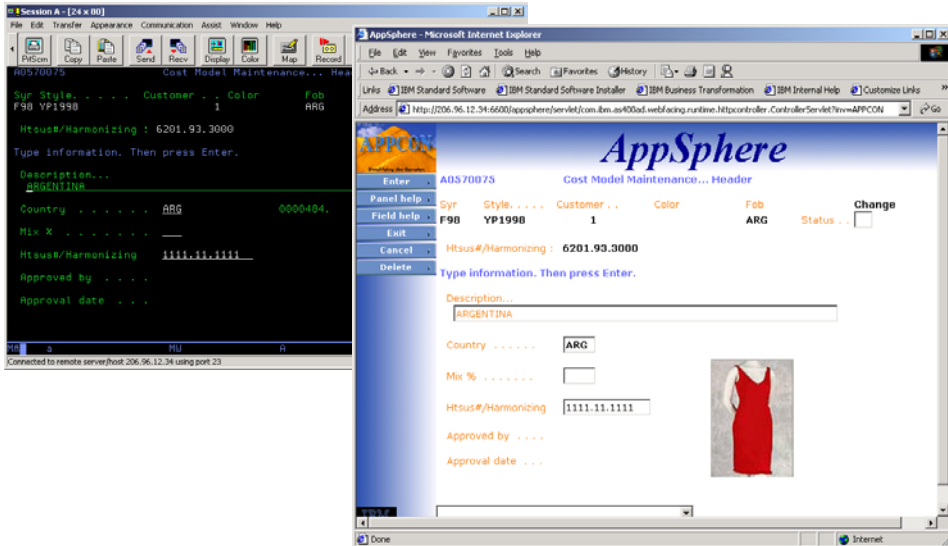 Session A - [24 x 80]
File Edit Transfer Appearance Communication Assist Window Help
PrtScrn Copy Paste Send Recv Display Color Map Record
A0570075 Cost Model Maintenance... Hea
Syr Style. . . . . Customer . . Color Fob
F98 YP1998 1 ARG
Htsus#/Harmonizing : 6201.93.3000
Type information. Then press Enter.
Description...
ARGENTINA
Country . . . . . . ARG 0000484.
Mix % . . . . . . .
Htsus#/Harmonizing 1111.11.1111
Approved by . . . .
Approval date . . .
a MW A
Connected to remote server/host 206.96.12.34 using port 23
AppSphere - Microsoft Internet Explorer
File Edit View Favorites Tools Help
Back Search Favorites History
Links IBM Standard Software IBM Standard Software Installer IBM Business Transformation IBM Internal Help Customize Links
Address http://206.96.12.34:6600/appsphere/servlet/com.ibm.as400ad.webfacing.runtime.httpcontroller.ControllerServlet?inv=APPCON Go
APPCON
AppSphere
Enter
Panel help
Field help
Exit
Cancel
Delete
A0570075 Cost Model Maintenance... Header
Syr Style. . . . . Customer . . Color Fob Change
F98 YP1998 1 ARG Status . .
Htsus#/Harmonizing : 6201.93.3000
Type information. Then press Enter.
Description...
ARGENTINA
Country . . . . . . ARG
Mix % . . . . . . .
Htsus#/Harmonizing 1111.11.1111
Approved by . . . .
Approval date . . .
IBM
Done Internet